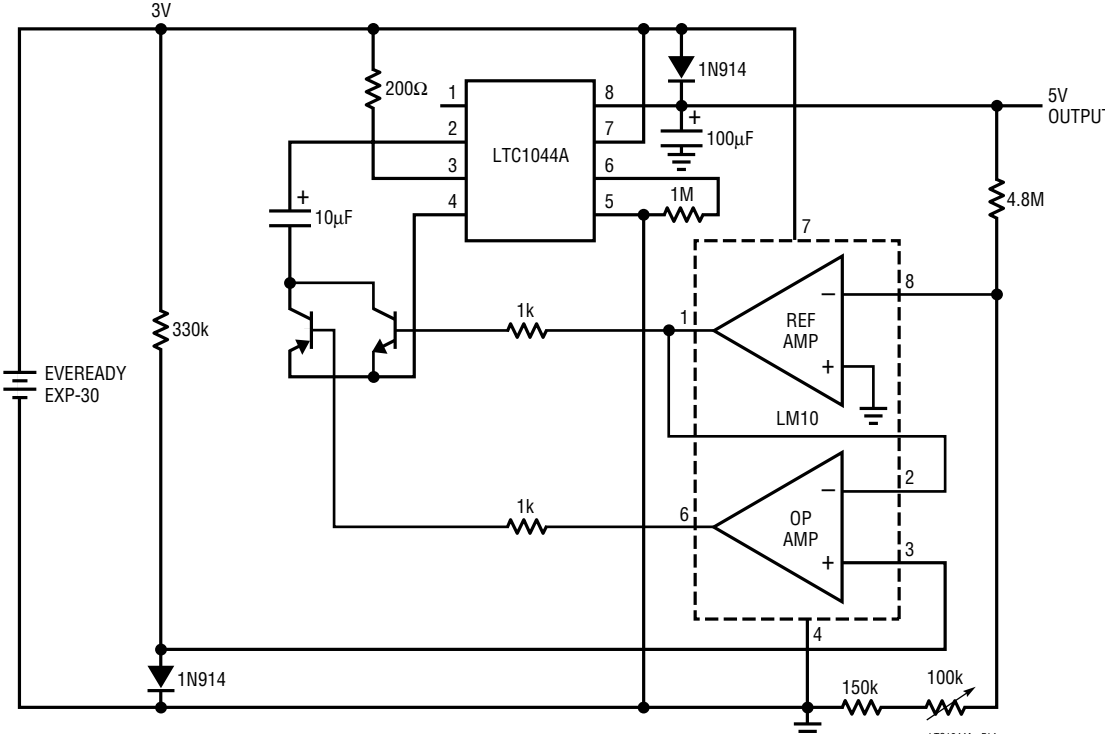 3V
200Ω
1N914
1
2
3
4
LTC1044A
8
7
6
5
5V
OUTPUT
+
100µF
1M
4.8M
+
10µF
7
8
–
REF
AMP
+
1k
1
330k
EVEREADY
EXP-30
LM10
2
–
1k
6
OP
AMP
+
3
4
1N914
150k
100k